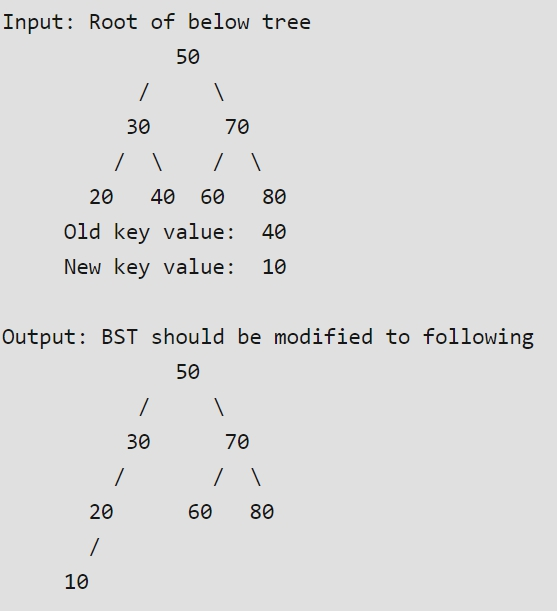 Input: Root of below tree
50
/ \
30 70
/ \ / \
20 40 60 80
Old key value: 40
New key value: 10
Output: BST should be modified to following
50
/ \
30 70
/ / \
20 60 80
/
10